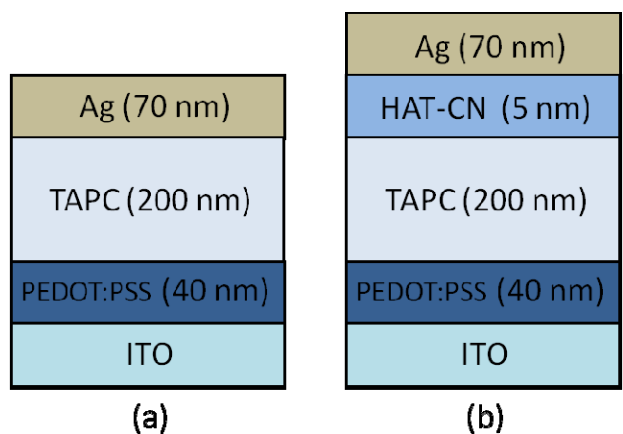 Ag (70 nm)
TAPC (200 nm)
PEDOT:PSS (40 nm)
ITO
(a)
Ag (70 nm)
HAT-CN (5 nm)
TAPC (200 nm)
PEDOT:PSS (40 nm)
ITO
(b)